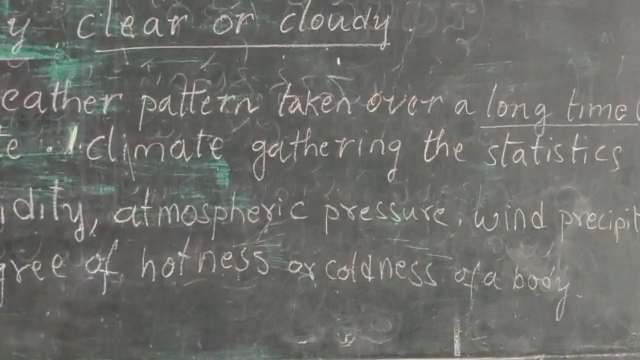 y, clear or cloudy.
eather pattern taken over a long time
te climate gathering the statistics
idity, atmospheric pressure, wind precipit
gree of hotness or coldness of a body.